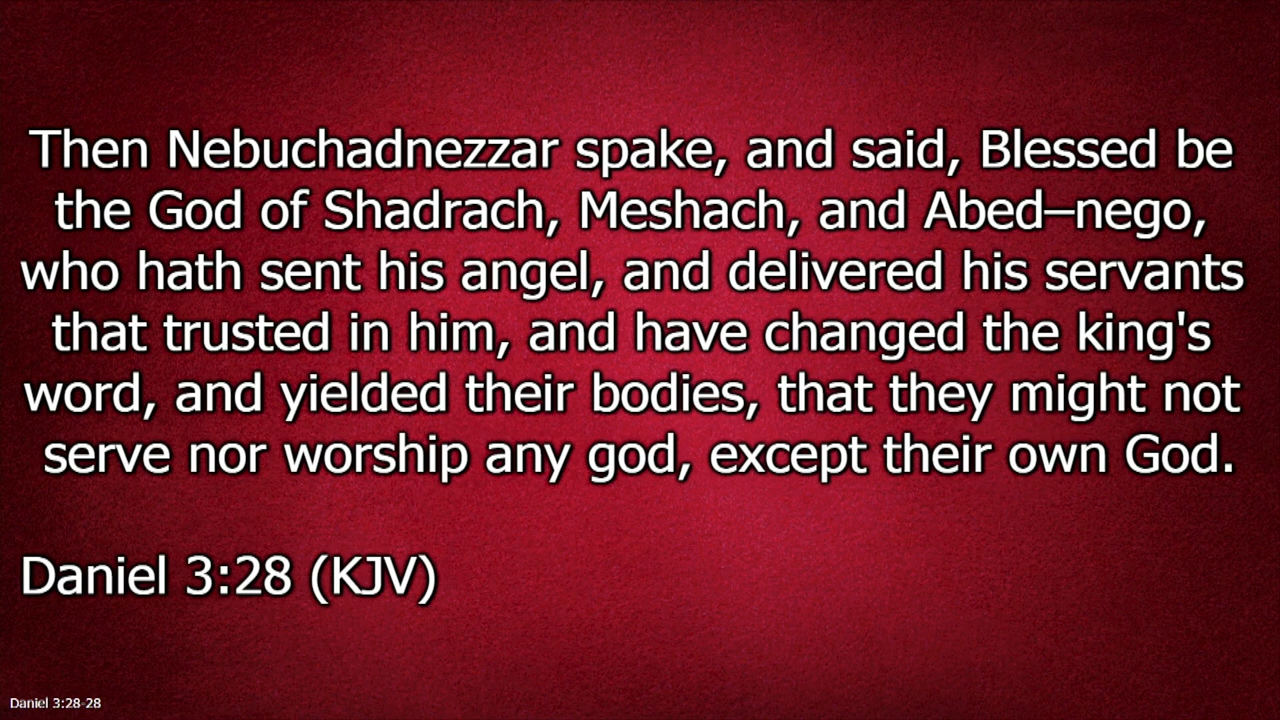 Then Nebuchadnezzar spake, and said, Blessed be
the God of Shadrach, Meshach, and Abed–nego,
who hath sent his angel, and delivered his servants
that trusted in him, and have changed the king's
word, and yielded their bodies, that they might not
serve nor worship any god, except their own God.
Daniel 3:28 (KJV)
Daniel 3:28-28